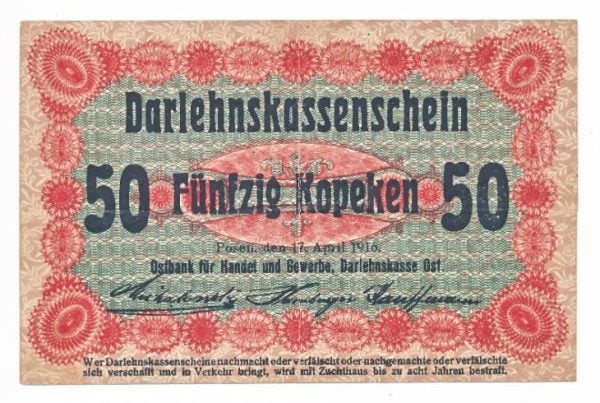 Darlehnskassenschein
50 Fünfzig Kopeken 50
Posen, den 17. April 1916.
Ostbank für Handel und Gewerbe, Darlehnskasse Ost.
Wer Darlehnskassenscheine nachmacht oder verfälscht oder nachgemachte oder verfälschte
sich verschafft und in Verkehr bringt, wird mit Zuchthaus bis zu acht Jahren bestraft.